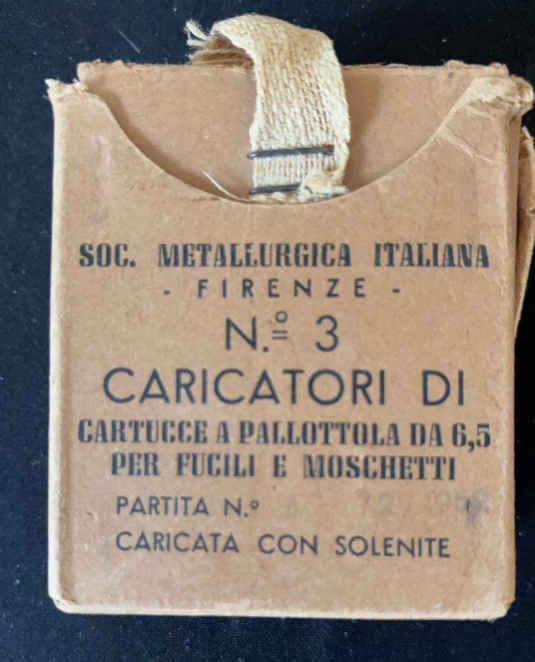 SOC. METALLURGICA ITALIANA
- FIRENZE -
N.º 3
CARICATORI DI
CARTUCCE A PALLOTTOLA DA 6,5
PER FUCILI E MOSCHETTI
PARTITA N.º
CARICATA CON SOLENITE